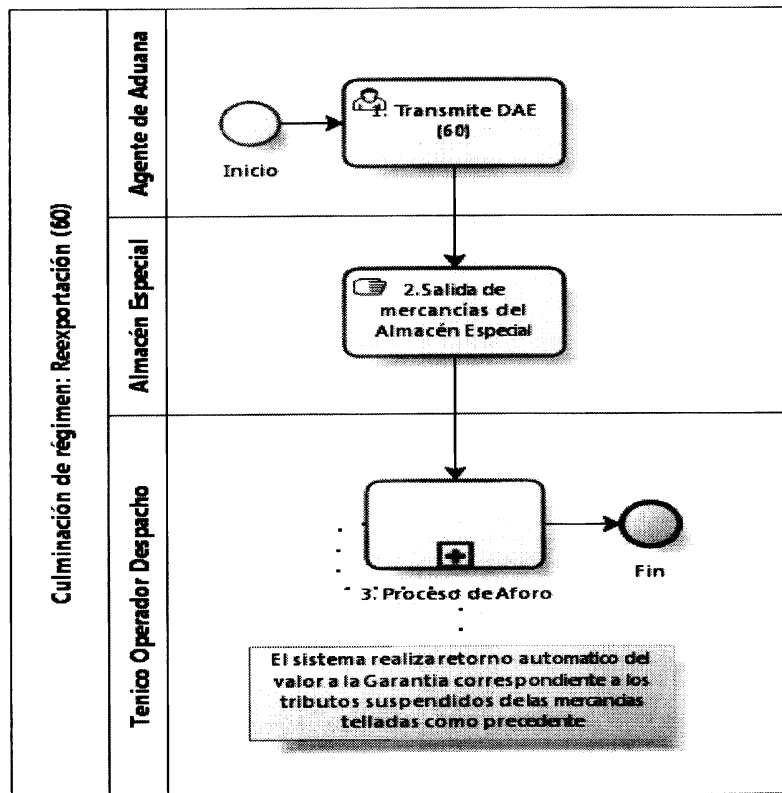 Culminación de régimen: Reexportación (60)
Agente de Aduana
Inicio
1. Transmite DAE
(60)
Almacén Especial
2.Salida de
mercancías del
Almacén Especial
Tenico Operador Despacho
3. Proceso de Aforo
Fin
El sistema realiza retorno automatico del
valor a la Garantia correspondiente a los
tributos suspendidos delas mercancias
telladas como precedente